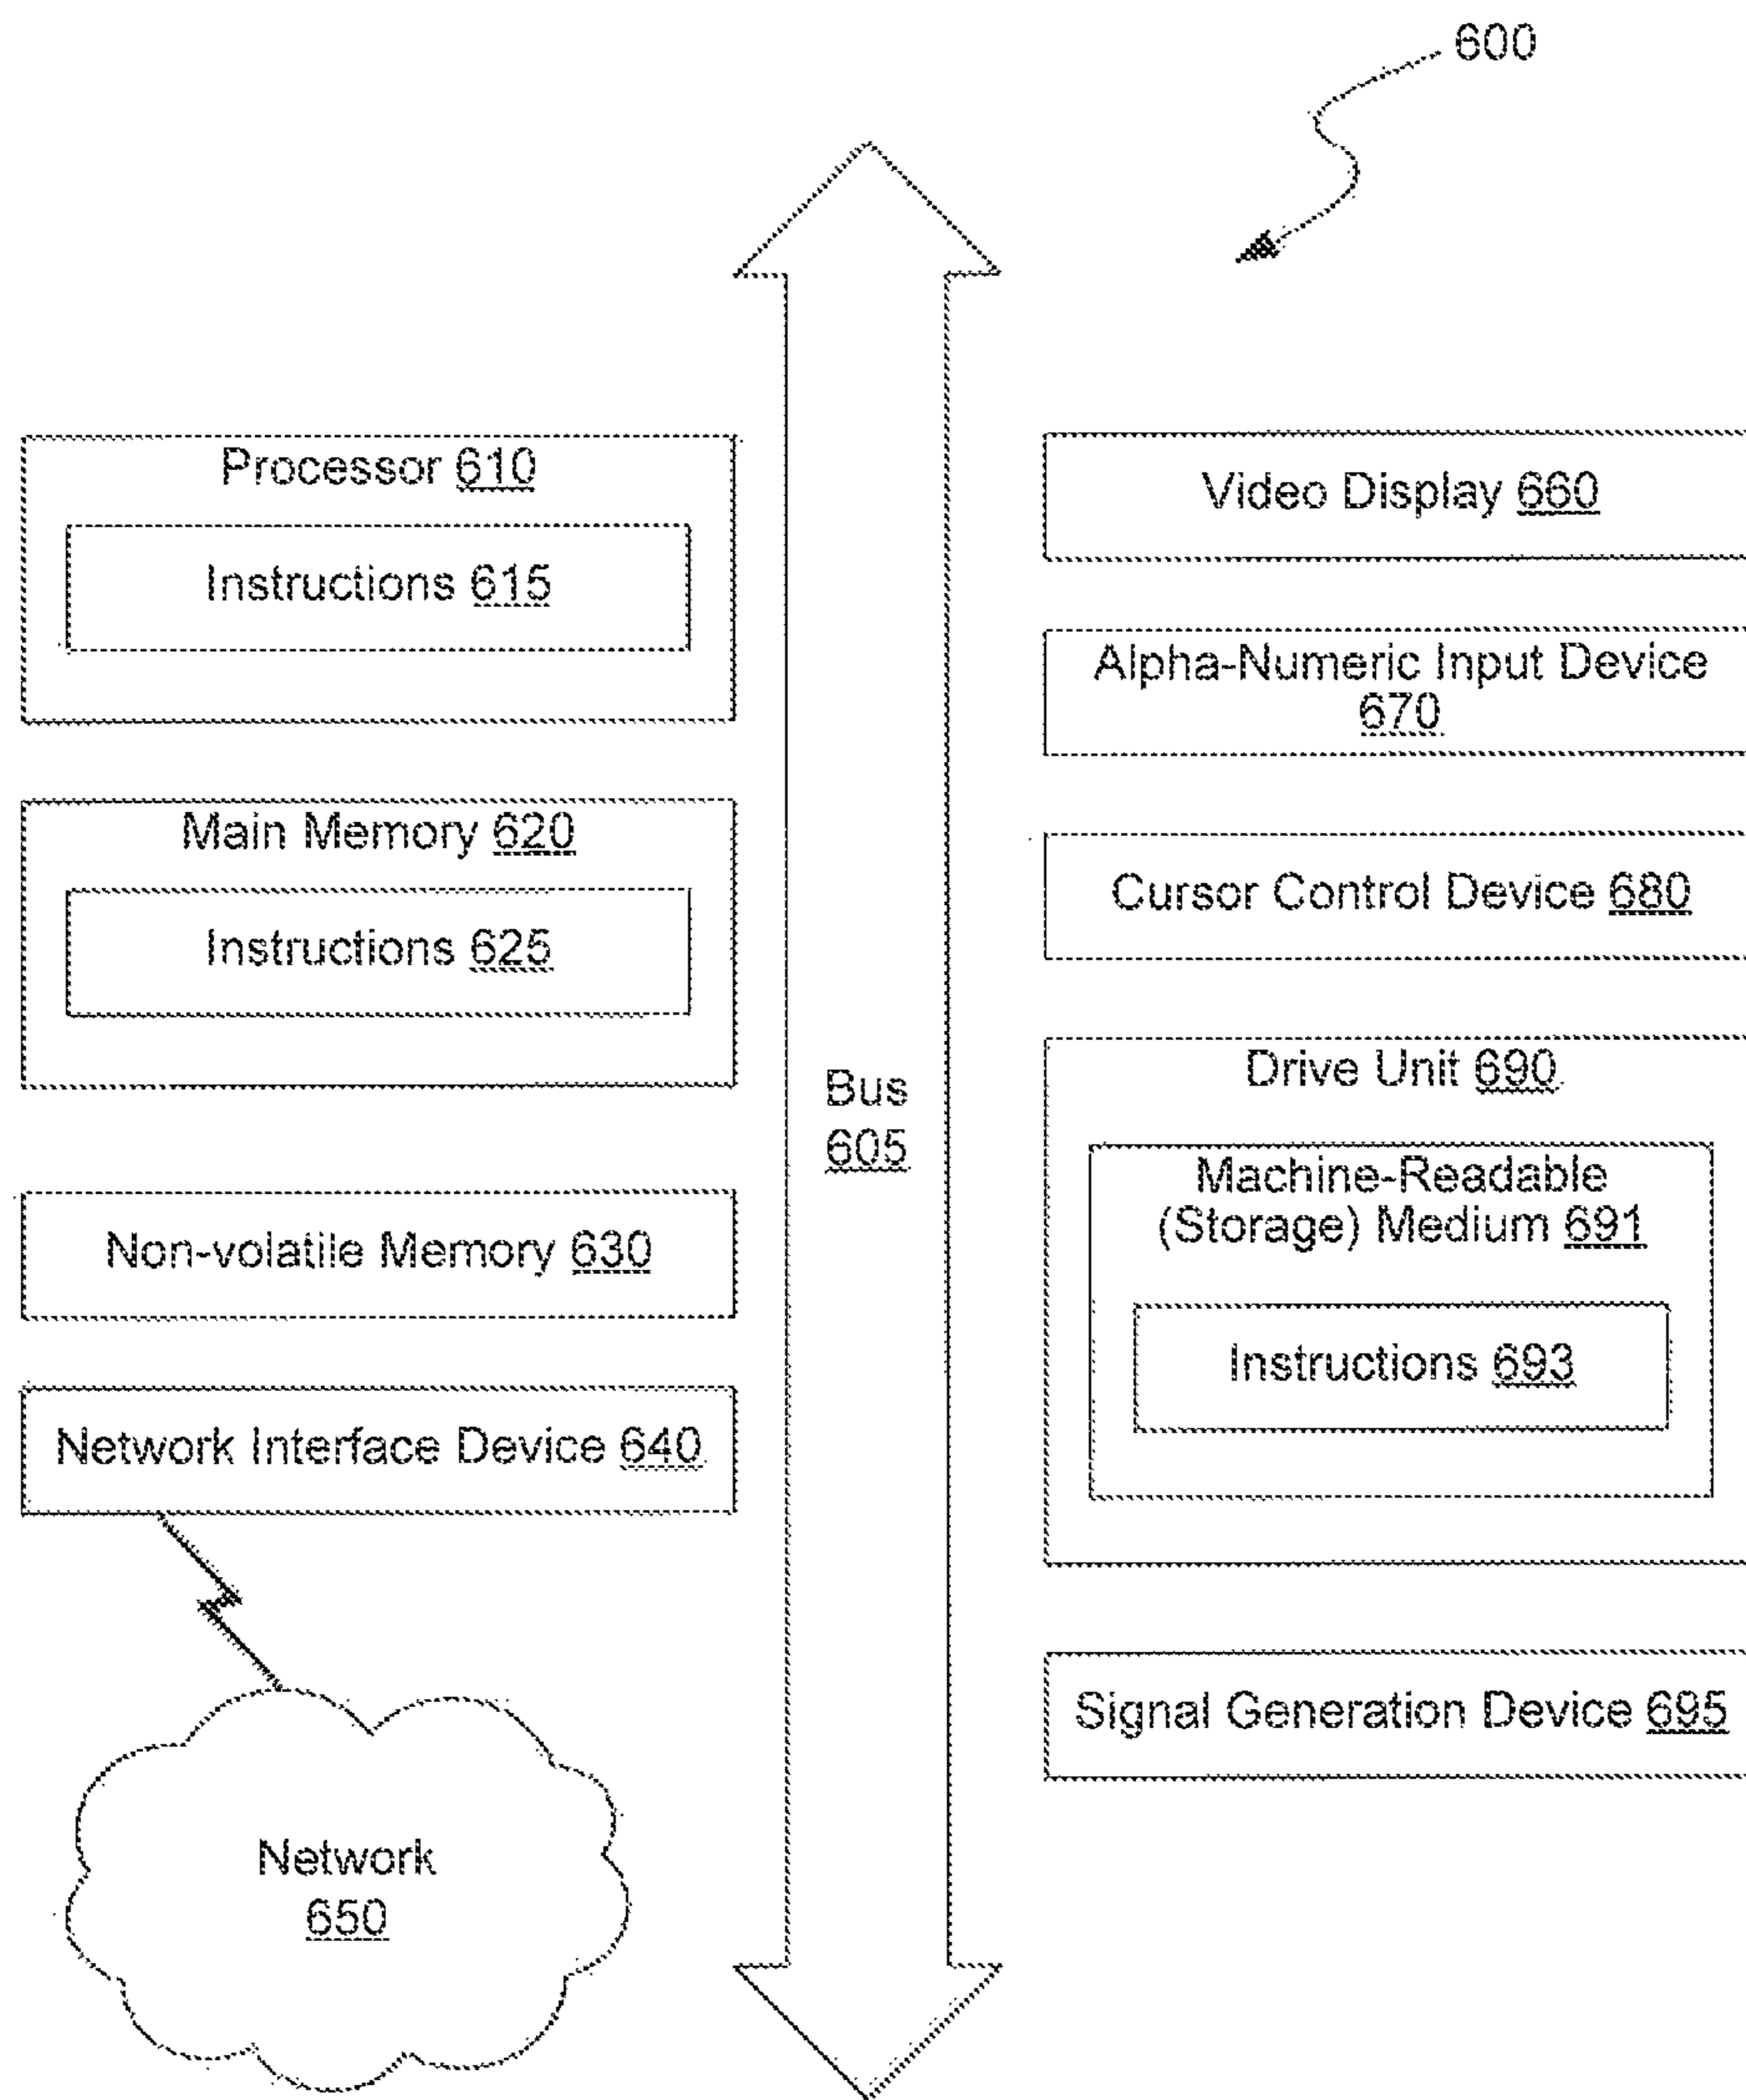 600
Processor 610
Instructions 615
Main Memory 620
Instructions 625
Non-volatile Memory 630
Network Interface Device 640
Network
650
Bus
605
Video Display 660
Alpha-Numeric Input Device
670
Cursor Control Device 680
Drive Unit 690
Machine-Readable
(Storage) Medium 691
Instructions 693
Signal Generation Device 695